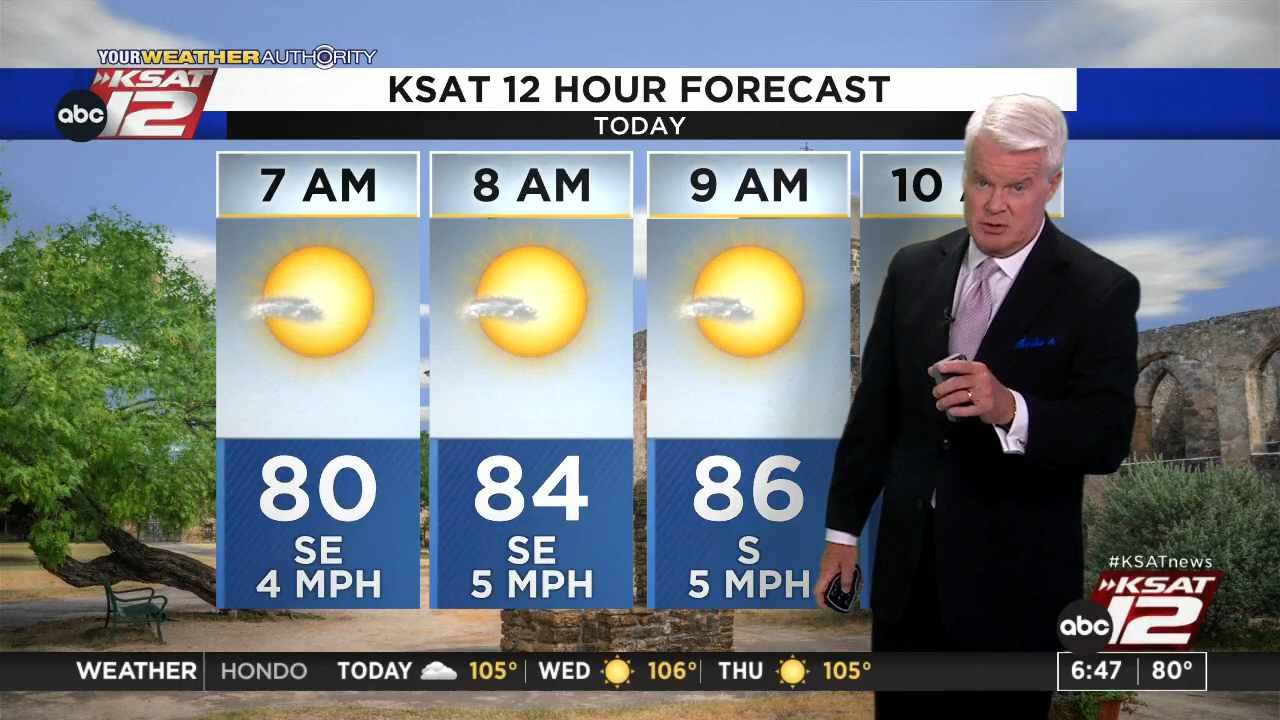 YOUR WEATHER AUTHORITY
KSAT
abc 12
KSAT 12 HOUR FORECAST
TODAY
7 AM
8 AM
9 AM
10
80
SE
4 MPH
84
SE
5 MPH
86
S
5 MPH
#KSATnews
KSAT
abc 12
WEATHER HONDO TODAY 105° WED 106° THU 105°
6:47 80°